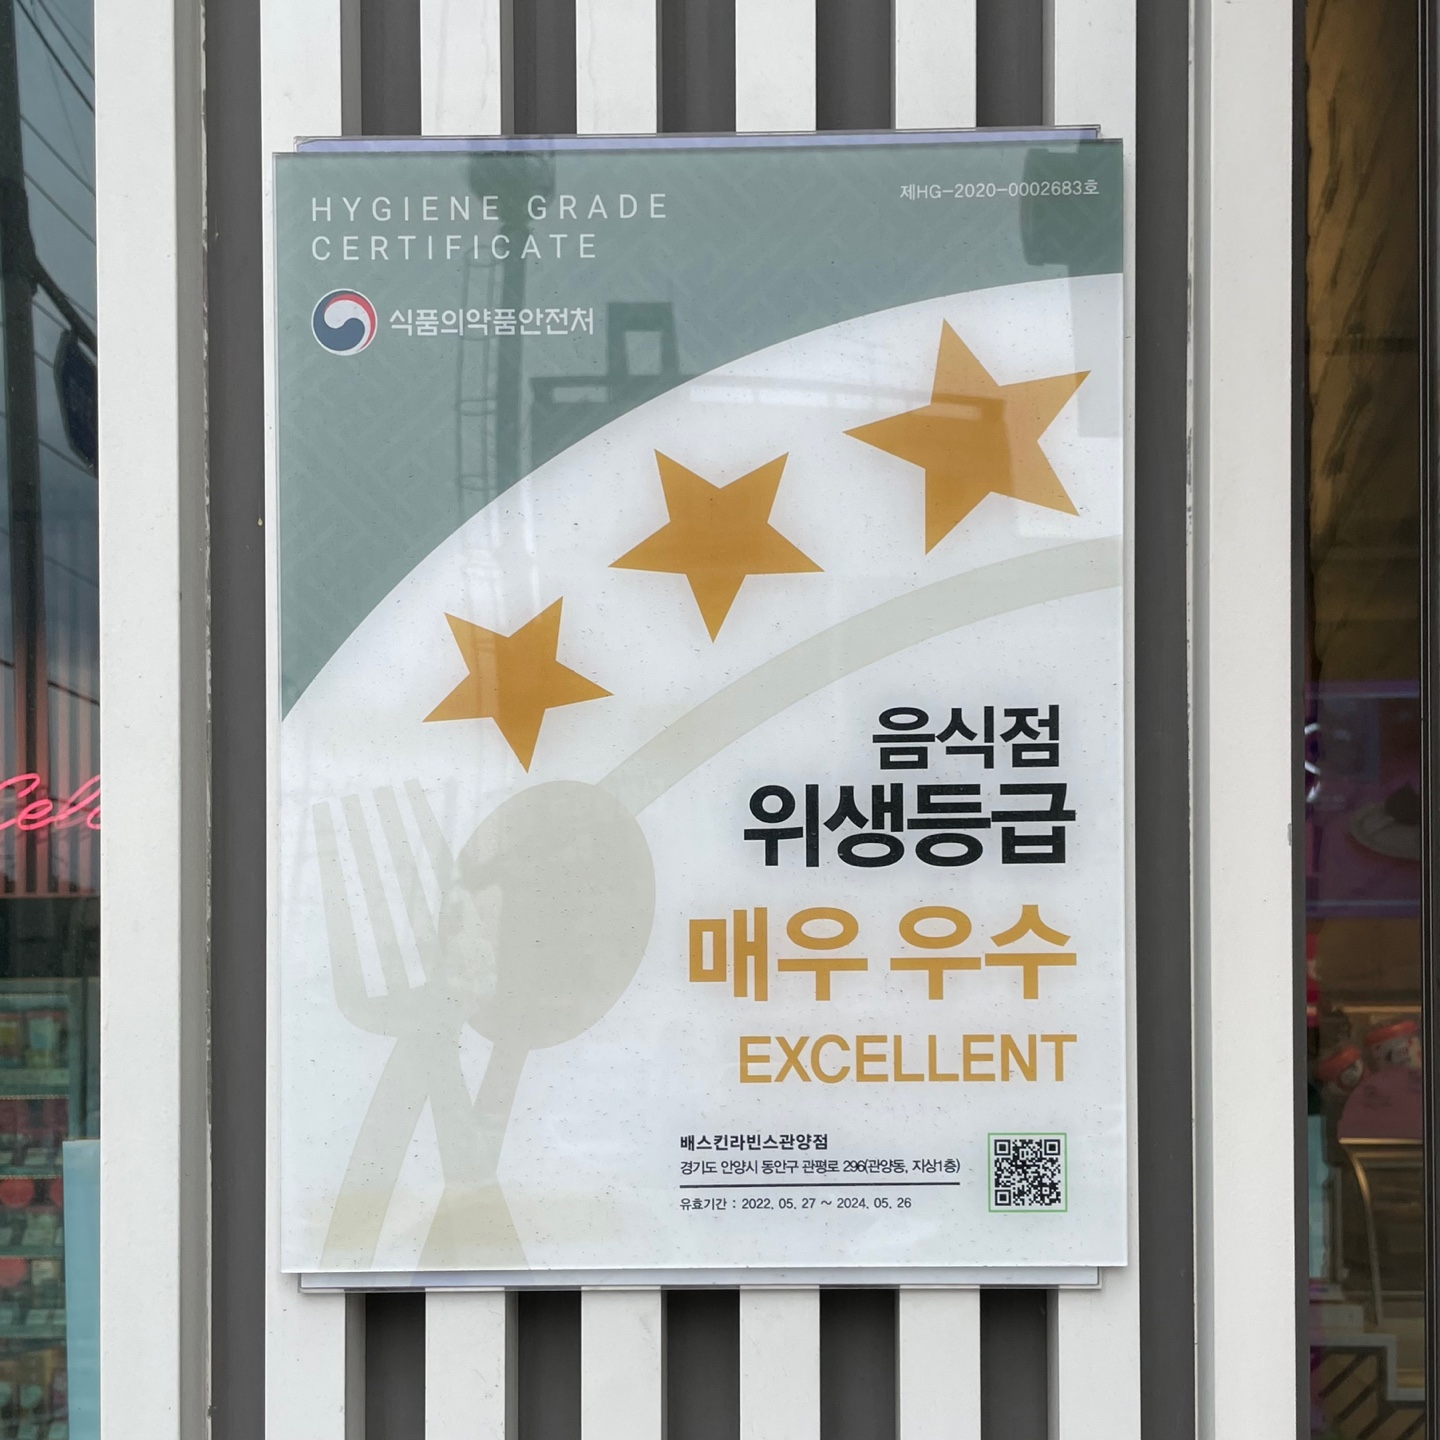 HYGIENE GRADE
CERTIFICATE
제HG-2020-0002683호
식품의약품안전처
음식점
위생등급
매우 우수
EXCELLENT
배스킨라빈스관양점
경기도 안양시 동안구 관평로 296(관양동, 지상1층)
유효기간 : 2022. 05. 27 ~ 2024. 05. 26